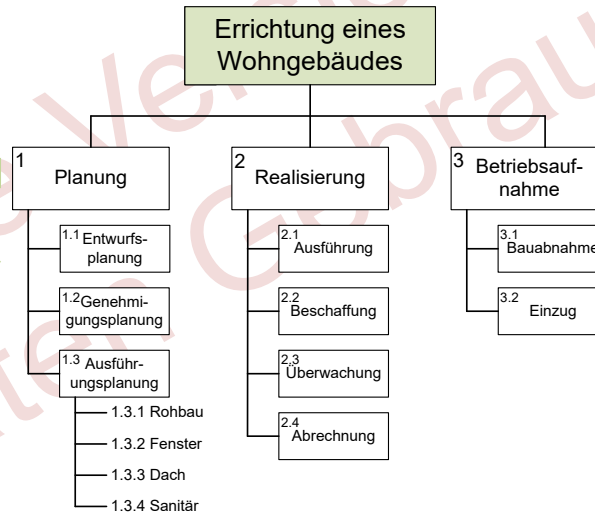 Errichtung eines
Wohngebäudes
1
Planung
1.1 Entwurfs-
planung
1.2 Genehmi-
gungsplanung
1.3 Ausführ-
ungsplanung
1.3.1 Rohbau
1.3.2 Fenster
1.3.3 Dach
1.3.4 Sanitär
2
Realisierung
2.1
Ausführung
2.2
Beschaffung
2.3
Überwachung
2.4
Abrechnung
3
Betriebsauf-
nahme
3.1
Bauabnahme
3.2
Einzug